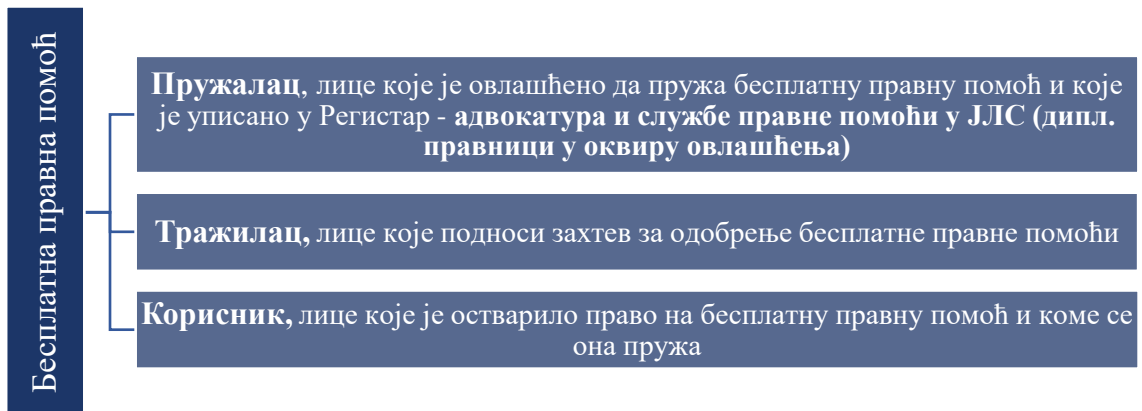 Бесплатна правна помоћ
Пружалац, лице које је овлашћено да пружа бесплатну правну помоћ и које
је уписано у Регистар - адвокатура и службе правне помоћи у ЈЛС (дипл.
правници у оквиру овлашћења)
Тражилац, лице које подноси захтев за одобрење бесплатне правне помоћи
Корисник, лице које је остварило право на бесплатну правну помоћ и коме се
она пружа